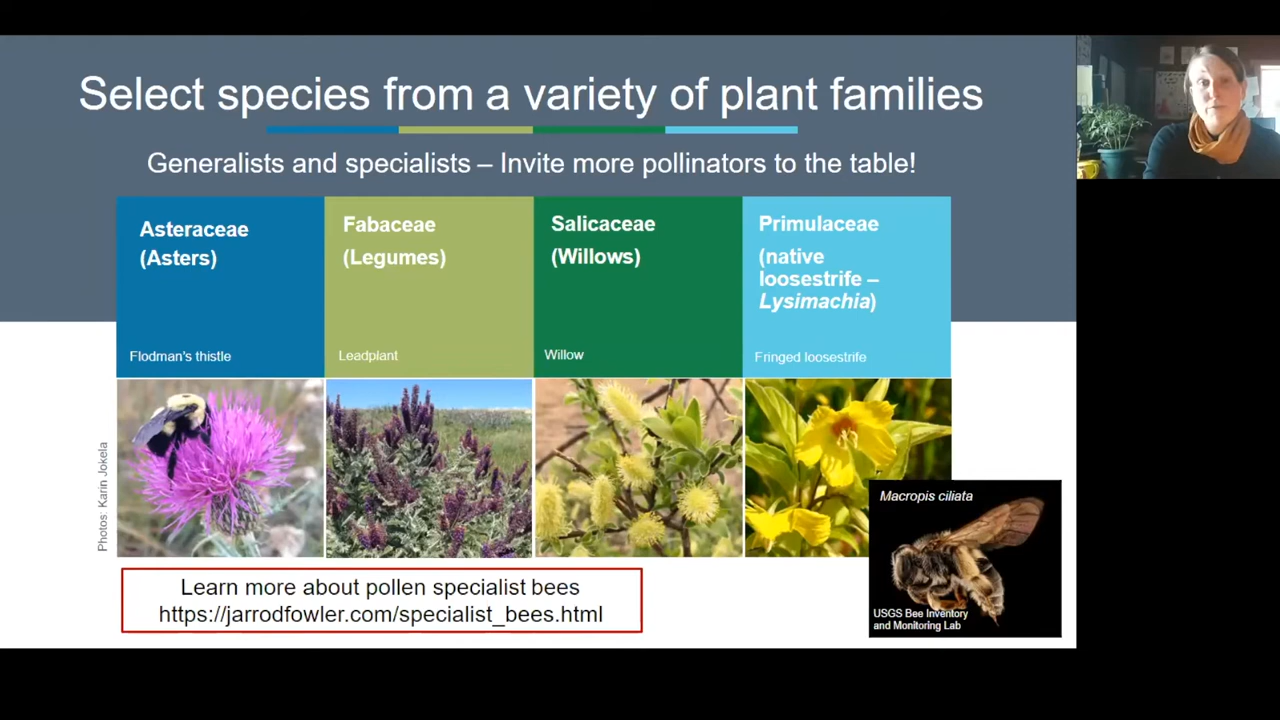 Select species from a variety of plant families
Generalists and specialists – Invite more pollinators to the table!
Asteraceae
(Asters)
Flodman's thistle
Fabaceae
(Legumes)
Leadplant
Salicaceae
(Willows)
Willow
Primulaceae
(native
loosestrife –
Lysimachia)
Fringed loosestrife
Photos: Karin Jokela
Macropis ciliata
USGS Bee Inventory
and Monitoring Lab
Learn more about pollen specialist bees
https://jarrodfowler.com/specialist_bees.html